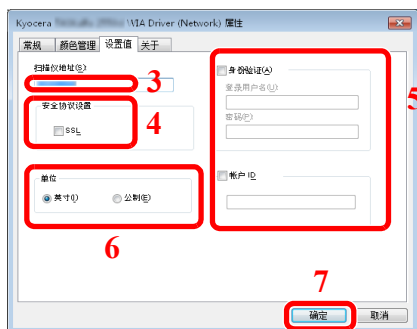 Kyocera WIA Driver (Network) 属性
常规 颜色管理 设置值 关于
扫描仪地址(S):
3
安全协议设置
SSL
4
单位
英寸(I) 公制(E)
6
身份验证(A)
登录用户名(U):
密码(P):
帐户 ID
5
7
确定 取消